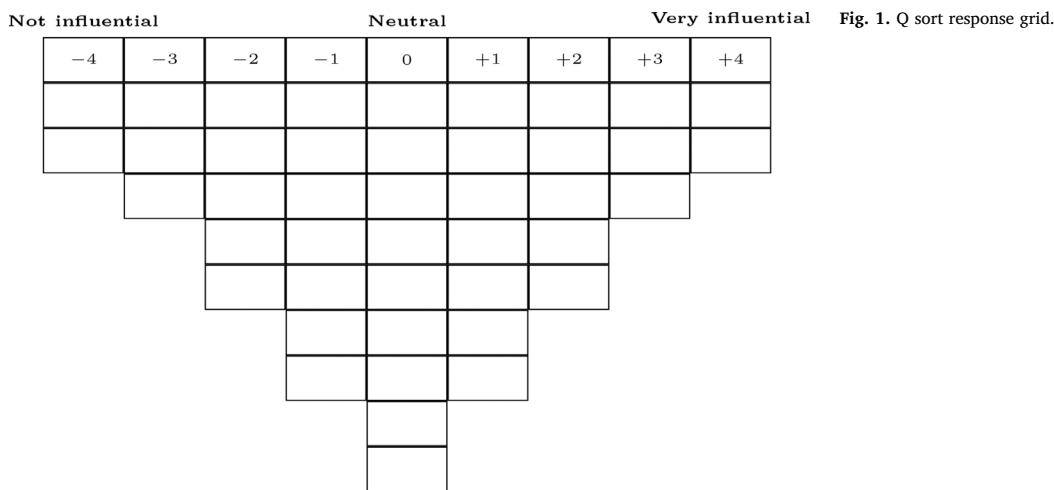 Not influential Neutral Very influential Fig. 1. Q sort response grid.
−4 −3 −2 −1 0 +1 +2 +3 +4